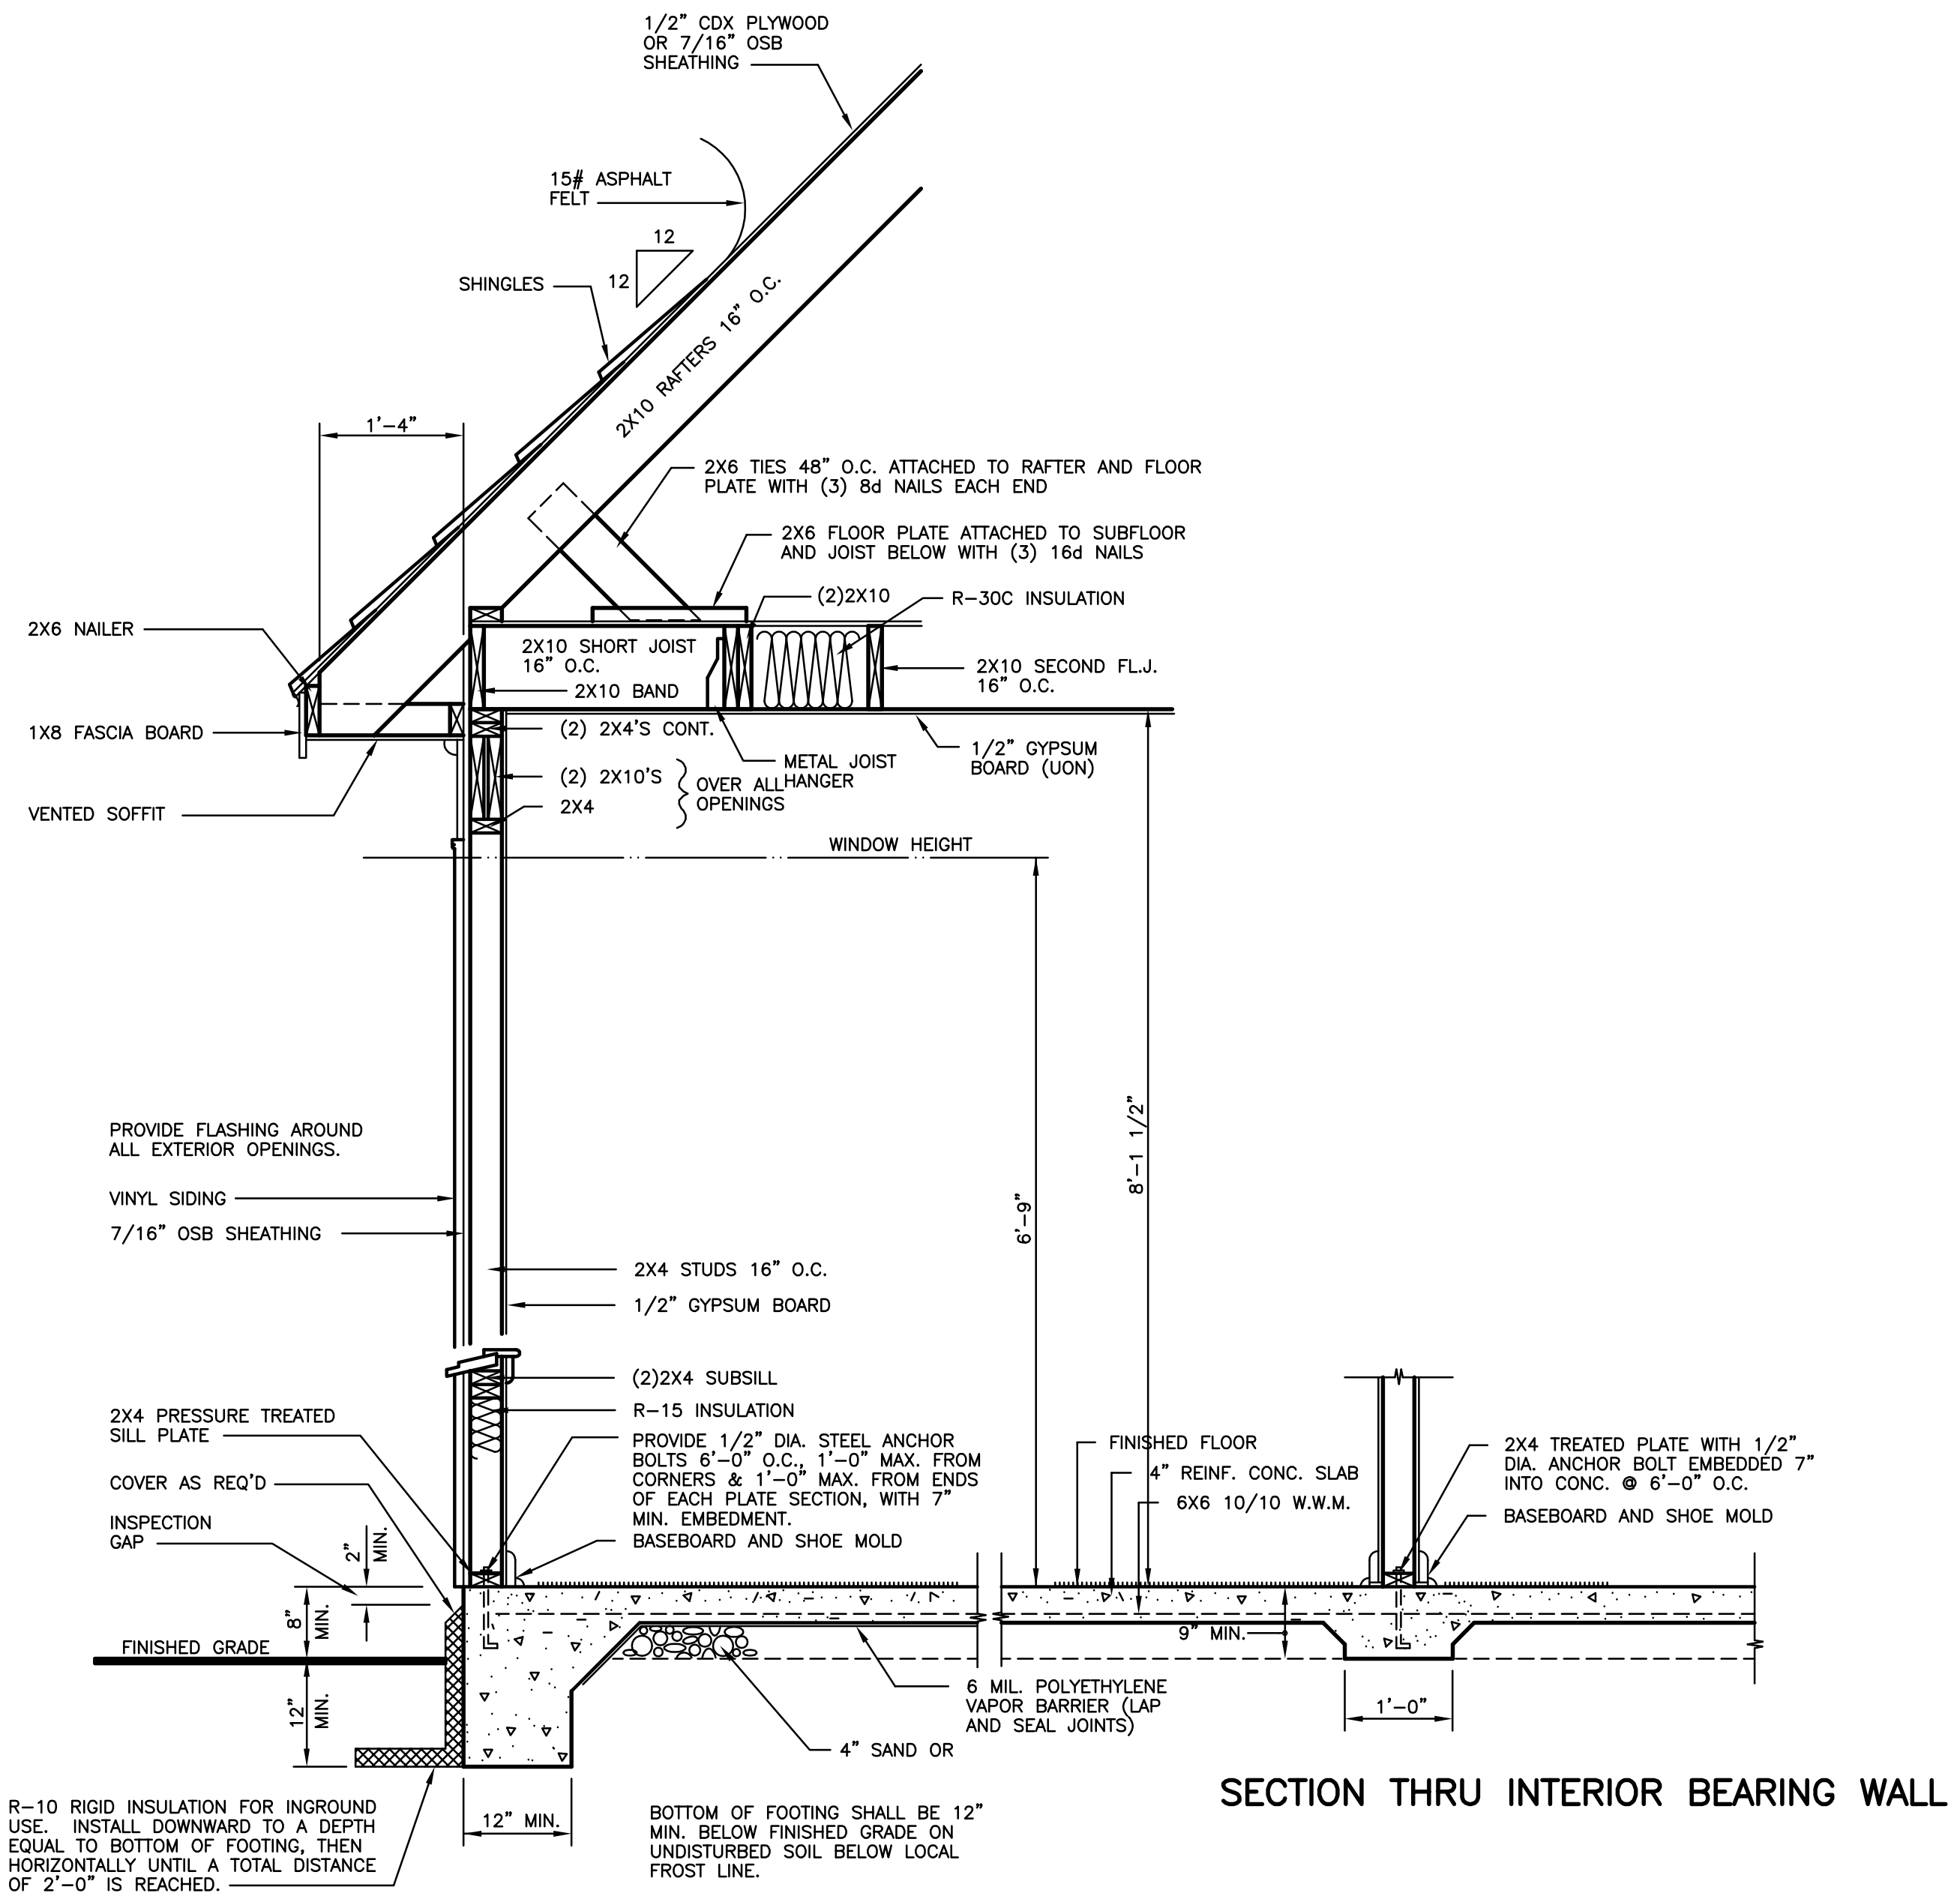 1/2" CDX PLYWOOD
OR 7/16" OSB
SHEATHING
15# ASPHALT
FELT
12
12
SHINGLES
2X10 RAFTERS 16" O.C.
1'-4"
2X6 TIES 48" O.C. ATTACHED TO RAFTER AND FLOOR
PLATE WITH (3) 8d NAILS EACH END
2X6 FLOOR PLATE ATTACHED TO SUBFLOOR
AND JOIST BELOW WITH (3) 16d NAILS
(2)2X10
R-30C INSULATION
2X6 NAILER
2X10 SHORT JOIST
16" O.C.
2X10 SECOND FL.J.
16" O.C.
2X10 BAND
1X8 FASCIA BOARD
(2) 2X4'S CONT.
1/2" GYPSUM
BOARD (UON)
METAL JOIST
HANGER
(2) 2X10'S
OVER ALL
OPENINGS
2X4
VENTED SOFFIT
WINDOW HEIGHT
8'-1 1/2"
6'-9"
PROVIDE FLASHING AROUND
ALL EXTERIOR OPENINGS.
VINYL SIDING
7/16" OSB SHEATHING
2X4 STUDS 16" O.C.
1/2" GYPSUM BOARD
(2)2X4 SUBSILL
R-15 INSULATION
2X4 PRESSURE TREATED
SILL PLATE
PROVIDE 1/2" DIA. STEEL ANCHOR
BOLTS 6'-0" O.C., 1'-0" MAX. FROM
CORNERS & 1'-0" MAX. FROM ENDS
OF EACH PLATE SECTION, WITH 7"
MIN. EMBEDMENT.
BASEBOARD AND SHOE MOLD
FINISHED FLOOR
4" REINF. CONC. SLAB
6X6 10/10 W.W.M.
2X4 TREATED PLATE WITH 1/2"
DIA. ANCHOR BOLT EMBEDDED 7"
INTO CONC. @ 6'-0" O.C.
BASEBOARD AND SHOE MOLD
COVER AS REQ'D
INSPECTION
GAP
2"
MIN.
8"
MIN.
FINISHED GRADE
12"
MIN.
9" MIN.
6 MIL. POLYETHYLENE
VAPOR BARRIER (LAP
AND SEAL JOINTS)
1'-0"
4" SAND OR
SECTION THRU INTERIOR BEARING WALL
R-10 RIGID INSULATION FOR INGROUND
USE. INSTALL DOWNWARD TO A DEPTH
EQUAL TO BOTTOM OF FOOTING, THEN
HORIZONTALLY UNTIL A TOTAL DISTANCE
OF 2'-0" IS REACHED.
12" MIN.
BOTTOM OF FOOTING SHALL BE 12"
MIN. BELOW FINISHED GRADE ON
UNDISTURBED SOIL BELOW LOCAL
FROST LINE.